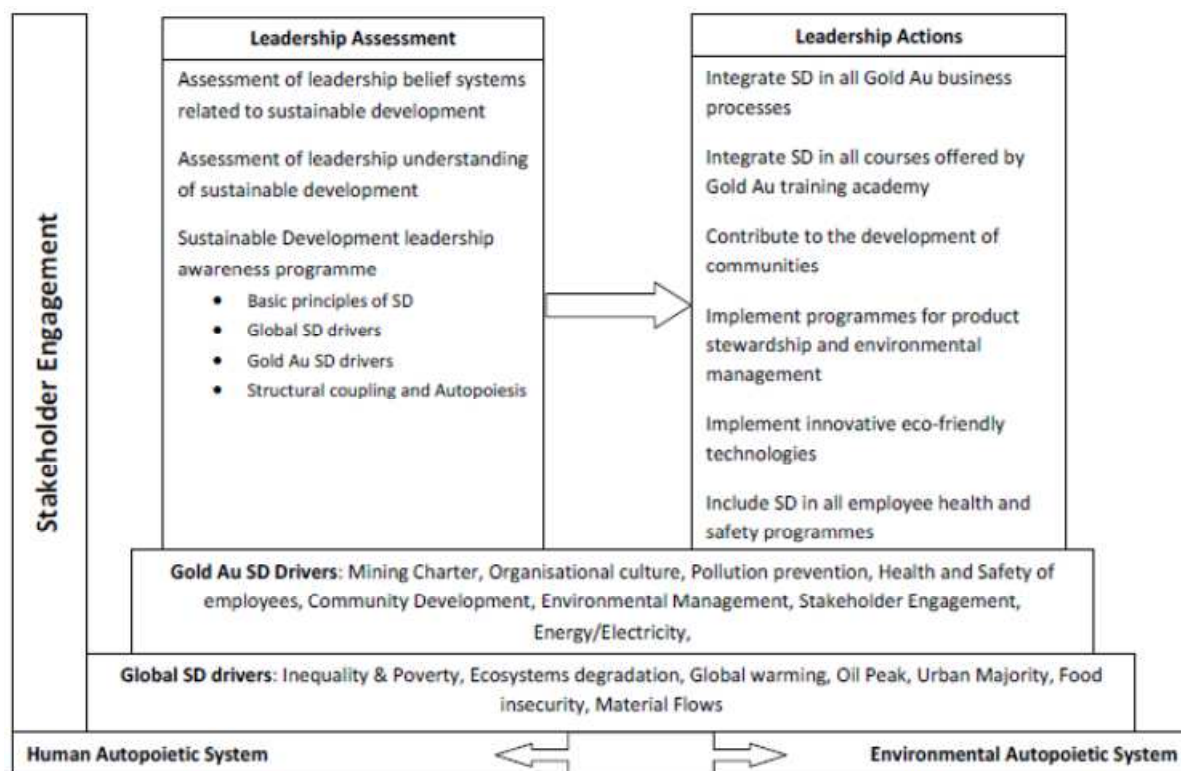 Stakeholder Engagement
Leadership Assessment
Assessment of leadership belief systems
related to sustainable development
Assessment of leadership understanding
of sustainable development
Sustainable Development leadership
awareness programme
• Basic principles of SD
• Global SD drivers
• Gold Au SD drivers
• Structural coupling and Autopoiesis
Leadership Actions
Integrate SD in all Gold Au business
processes
Integrate SD in all courses offered by
Gold Au training academy
Contribute to the development of
communities
Implement programmes for product
stewardship and environmental
management
Implement innovative eco-friendly
technologies
Include SD in all employee health and
safety programmes
Gold Au SD Drivers: Mining Charter, Organisational culture, Pollution prevention, Health and Safety of
employees, Community Development, Environmental Management, Stakeholder Engagement,
Energy/Electricity,
Global SD drivers: Inequality & Poverty, Ecosystems degradation, Global warming, Oil Peak, Urban Majority, Food
insecurity, Material Flows
Human Autopoietic System
Environmental Autopoietic System